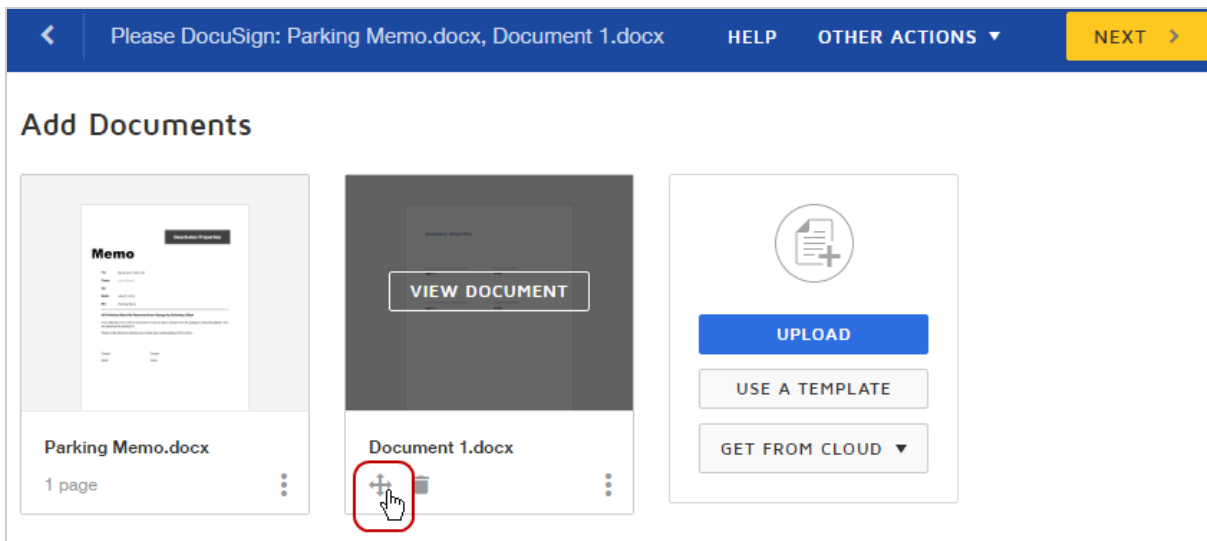 Please DocuSign: Parking Memo.docx, Document 1.docx HELP OTHER ACTIONS NEXT
Add Documents
Memo
VIEW DOCUMENT
UPLOAD
USE A TEMPLATE
GET FROM CLOUD
Parking Memo.docx
1 page
Document 1.docx